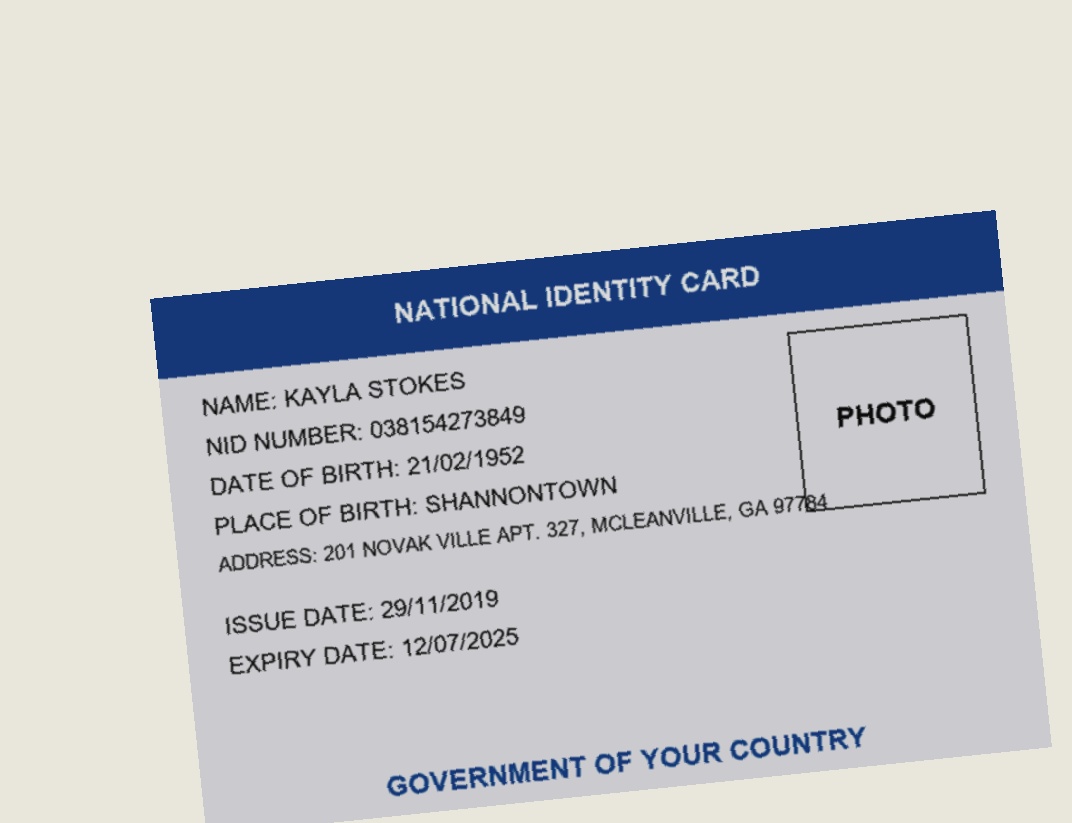 NATIONAL IDENTITY CARD
NAME: KAYLA STOKES
NID NUMBER: 038154273849
DATE OF BIRTH: 21/02/1952
PLACE OF BIRTH: SHANNONTOWN
ADDRESS: 201 NOVAK VILLE APT. 327, MCLEANVILLE, GA 97784
PHOTO
ISSUE DATE: 29/11/2019
EXPIRY DATE: 12/07/2025
GOVERNMENT OF YOUR COUNTRY